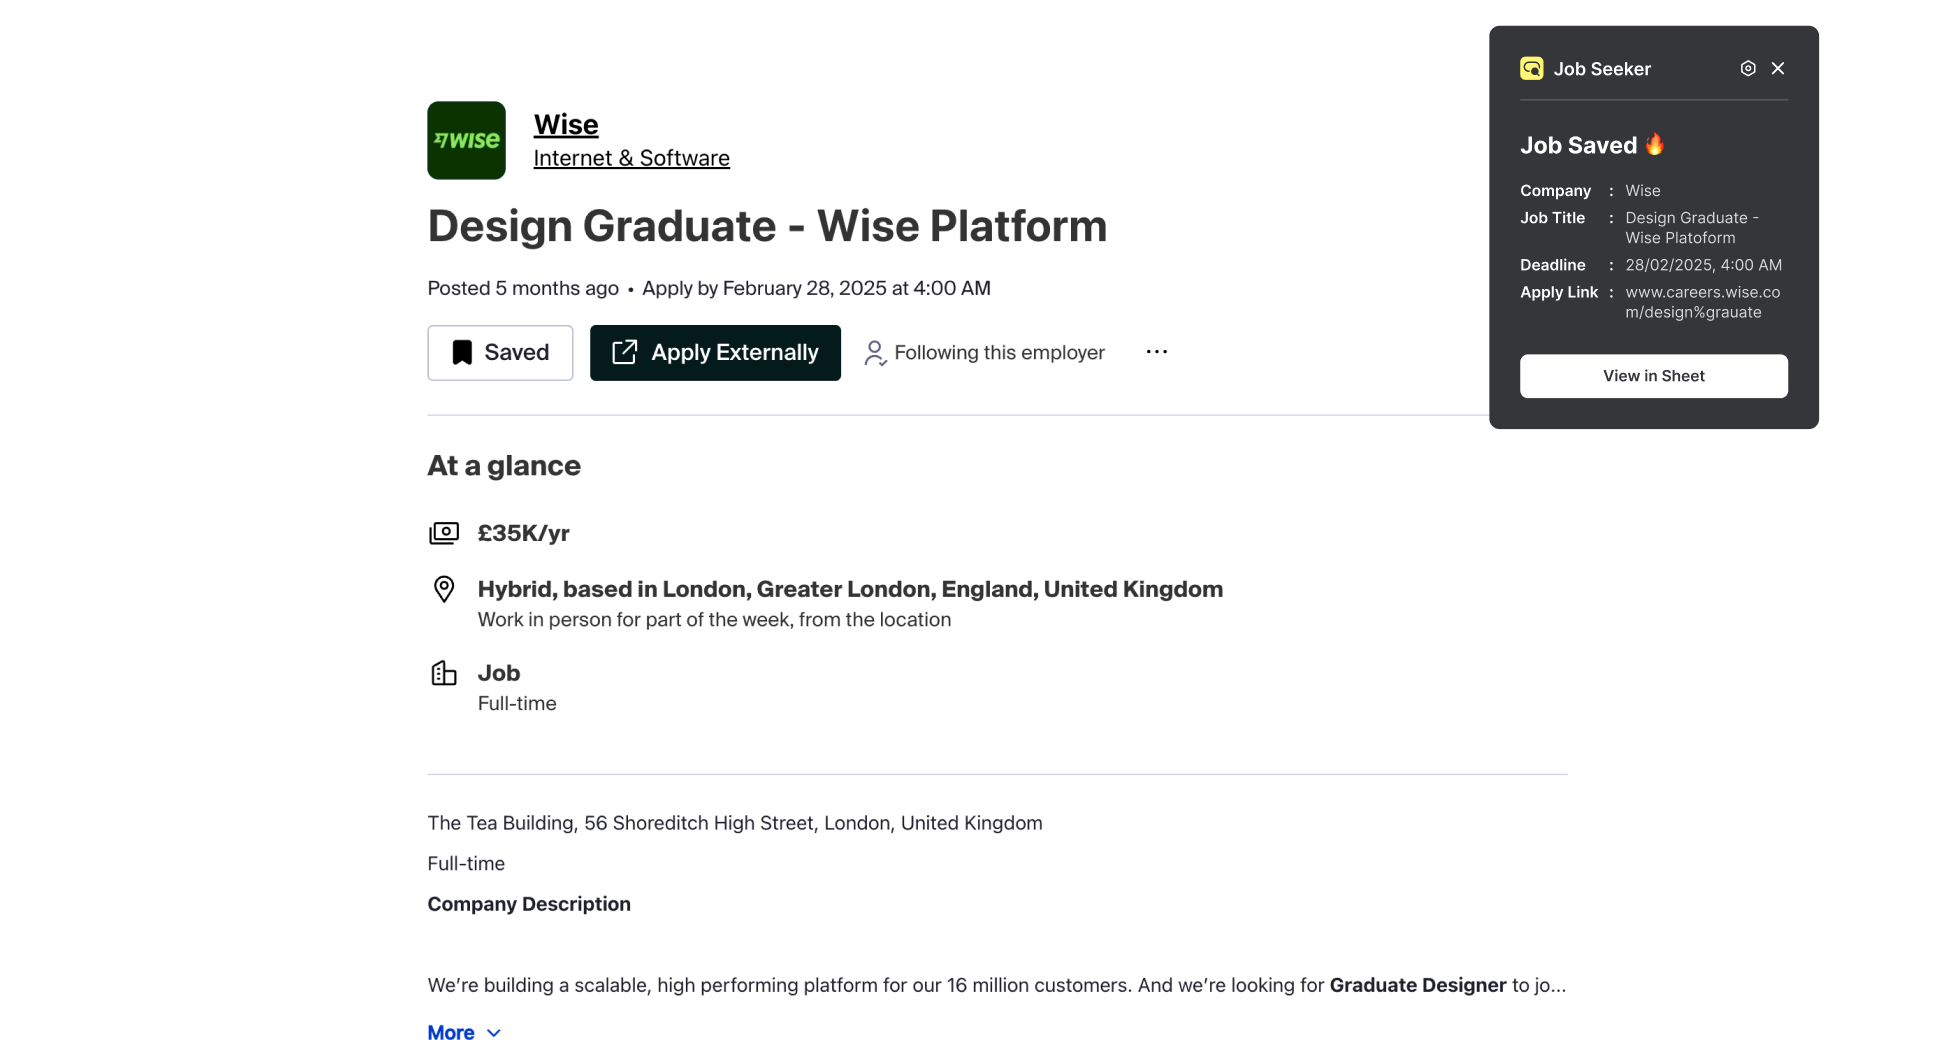 WISE
Wise
Internet & Software
Design Graduate - Wise Platform
Posted 5 months ago • Apply by February 28, 2025 at 4:00 AM
Saved
Apply Externally
Following this employer
...
At a glance
£35K/yr
Hybrid, based in London, Greater London, England, United Kingdom
Work in person for part of the week, from the location
Job
Full-time
The Tea Building, 56 Shoreditch High Street, London, United Kingdom
Full-time
Company Description
We’re building a scalable, high performing platform for our 16 million customers. And we’re looking for Graduate Designer to jo...
More
Job Seeker
Job Saved 🔥
Company : Wise
Job Title : Design Graduate -
Wise Platoform
Deadline : 28/02/2025, 4:00 AM
Apply Link : www.careers.wise.co
m/design%grauate
View in Sheet